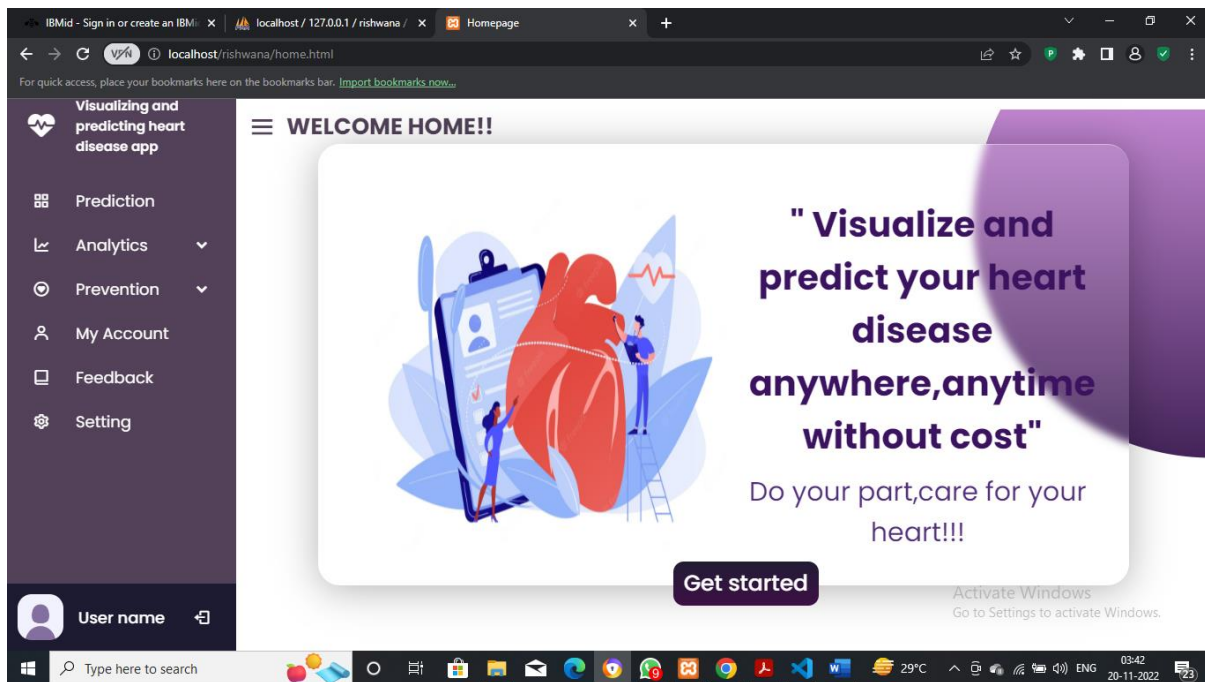 IBMid - Sign in or create an IBMi
localhost / 127.0.0.1 / rishwana /
Homepage
VPN
localhost/rishwana/home.html
For quick access, place your bookmarks here on the bookmarks bar. Import bookmarks now...
Visualizing and
predicting heart
disease app
WELCOME HOME!!
Prediction
Analytics
Prevention
My Account
Feedback
Setting
" Visualize and
predict your heart
disease
anywhere,anytime
without cost"
Do your part,care for your
heart!!!
Get started
Activate Windows
Go to Settings to activate Windows.
User name
Type here to search
29°C
ENG
03:42
20-11-2022
23